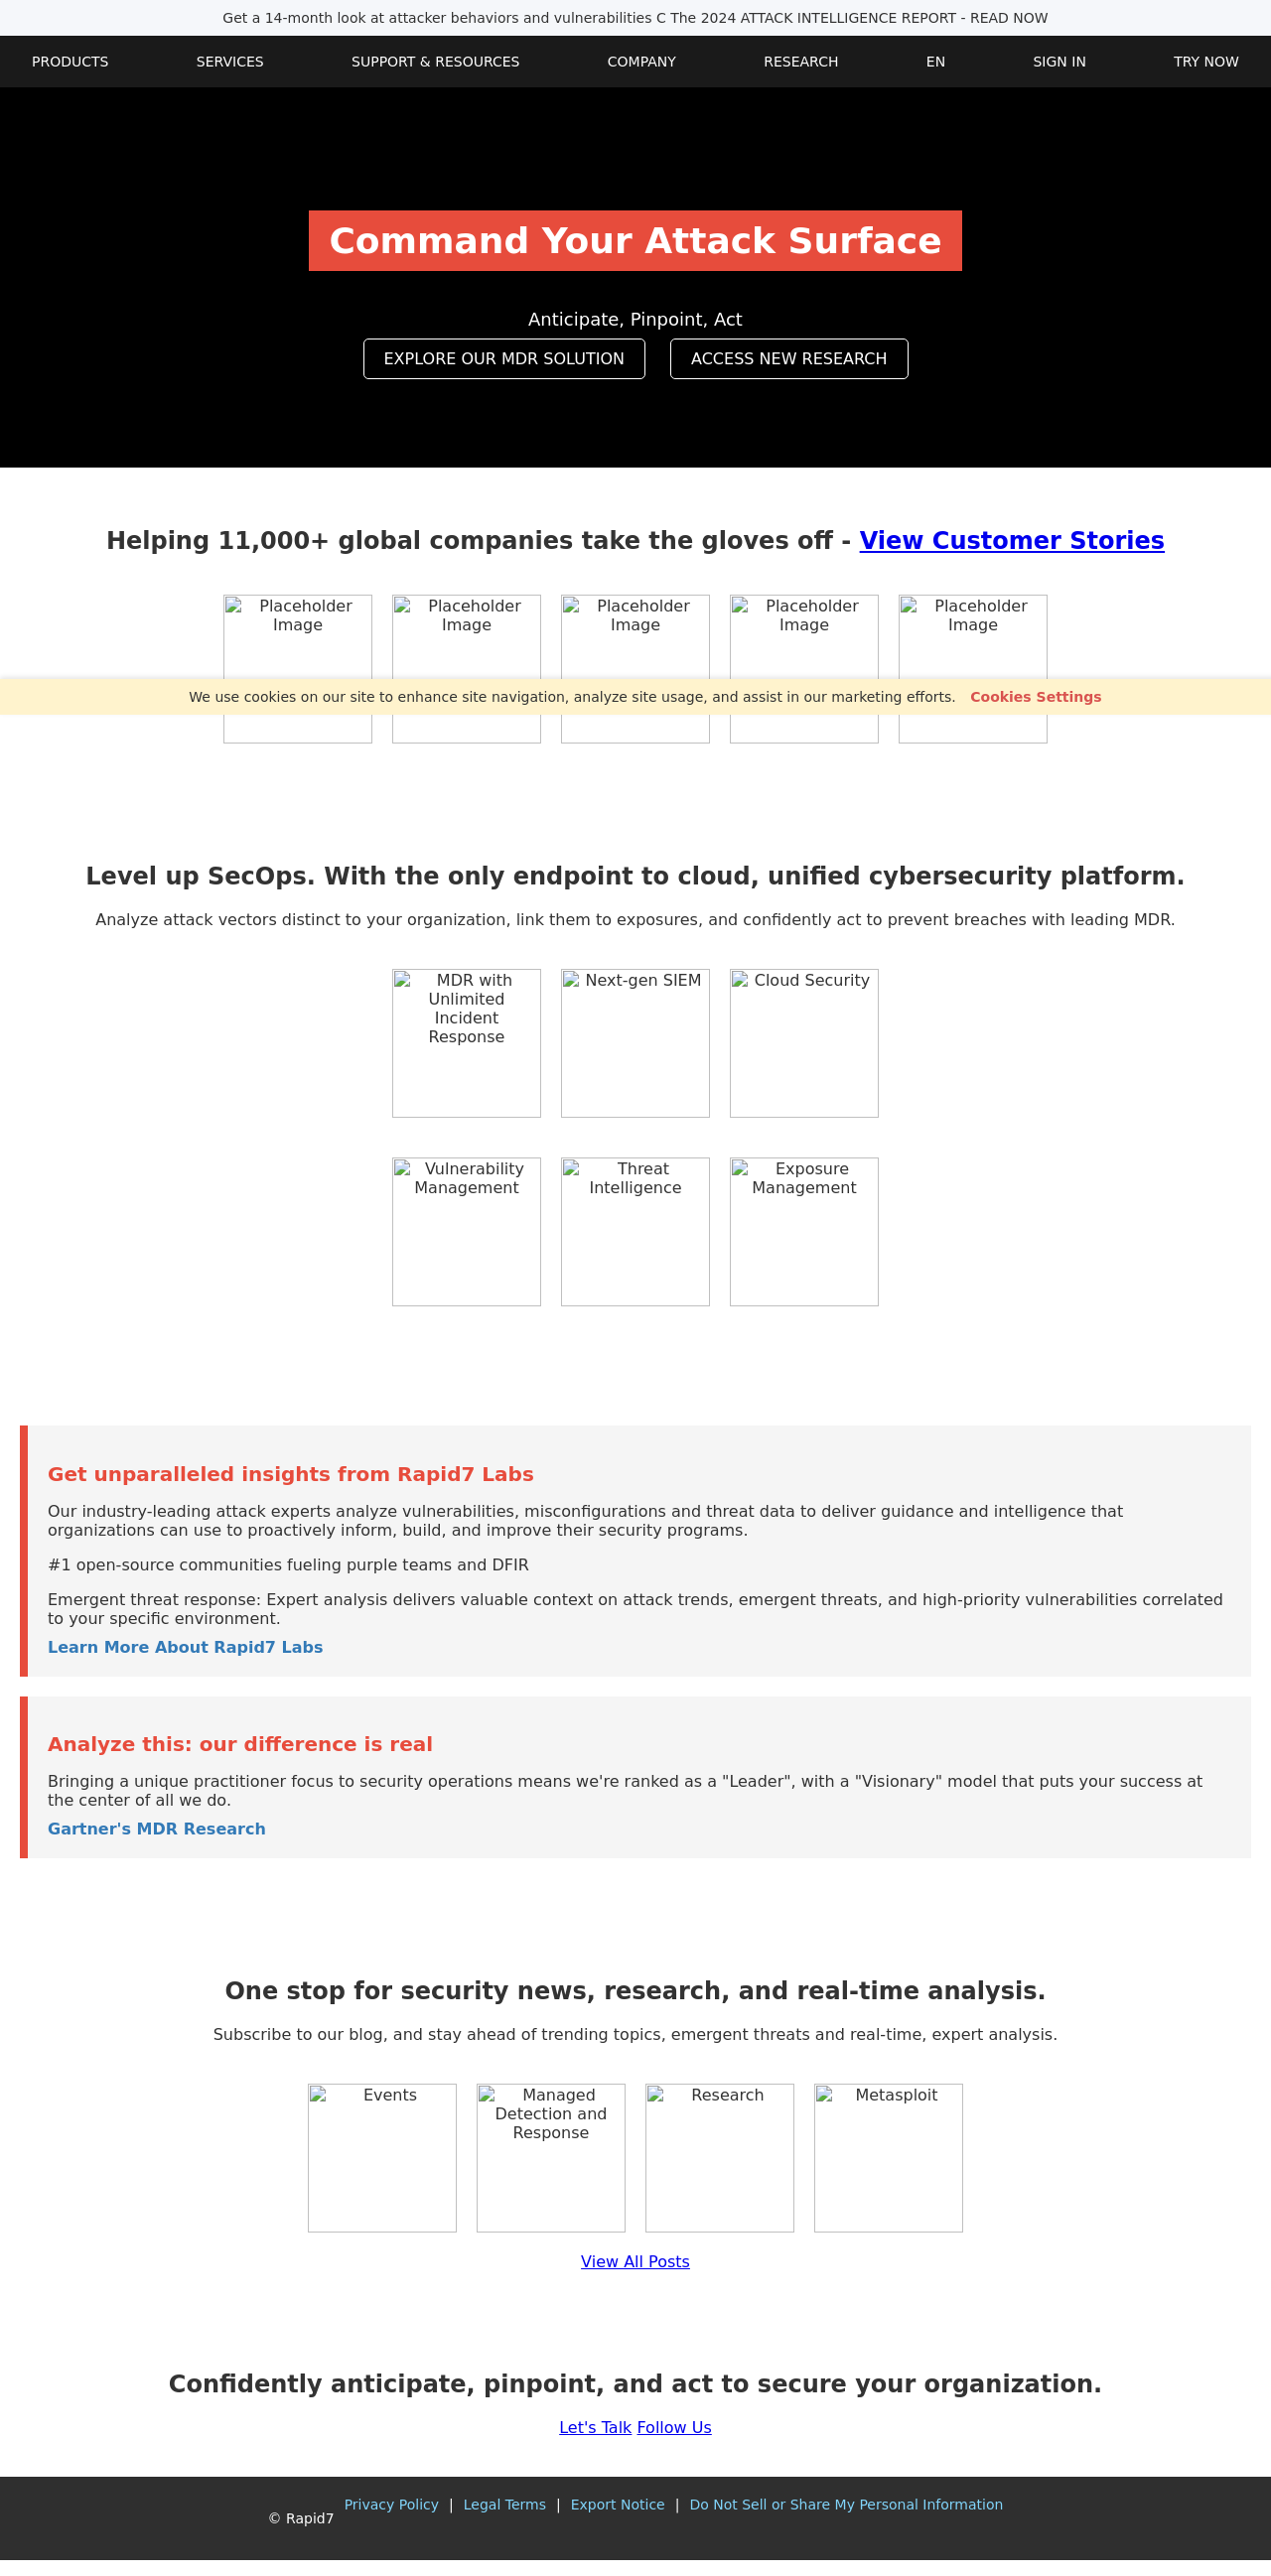 Get a 14-month look at attacker behaviors and vulnerabilities C The 2024 ATTACK INTELLIGENCE REPORT - READ NOW
PRODUCTS SERVICES SUPPORT & RESOURCES COMPANY RESEARCH EN SIGN IN TRY NOW
Command Your Attack Surface
Anticipate, Pinpoint, Act
EXPLORE OUR MDR SOLUTION ACCESS NEW RESEARCH
Helping 11,000+ global companies take the gloves off - View Customer Stories
Placeholder Placeholder Placeholder Placeholder Placeholder
Image Image Image Image Image
We use cookies on our site to enhance site navigation, analyze site usage, and assist in our marketing efforts. Cookies Settings
Level up SecOps. With the only endpoint to cloud, unified cybersecurity platform.
Analyze attack vectors distinct to your organization, link them to exposures, and confidently act to prevent breaches with leading MDR.
MDR with
Unlimited
Incident
Response
Next-gen SIEM
Cloud Security
Vulnerability
Management
Threat
Intelligence
Exposure
Management
Get unparalleled insights from Rapid7 Labs
Our industry-leading attack experts analyze vulnerabilities, misconfigurations and threat data to deliver guidance and intelligence that
organizations can use to proactively inform, build, and improve their security programs.
#1 open-source communities fueling purple teams and DFIR
Emergent threat response: Expert analysis delivers valuable context on attack trends, emergent threats, and high-priority vulnerabilities correlated
to your specific environment.
Learn More About Rapid7 Labs
Analyze this: our difference is real
Bringing a unique practitioner focus to security operations means we're ranked as a "Leader", with a "Visionary" model that puts your success at
the center of all we do.
Gartner's MDR Research
One stop for security news, research, and real-time analysis.
Subscribe to our blog, and stay ahead of trending topics, emergent threats and real-time, expert analysis.
Events
Managed
Detection and
Response
Research
Metasploit
View All Posts
Confidently anticipate, pinpoint, and act to secure your organization.
Let's Talk Follow Us
© Rapid7 Privacy Policy | Legal Terms | Export Notice | Do Not Sell or Share My Personal Information